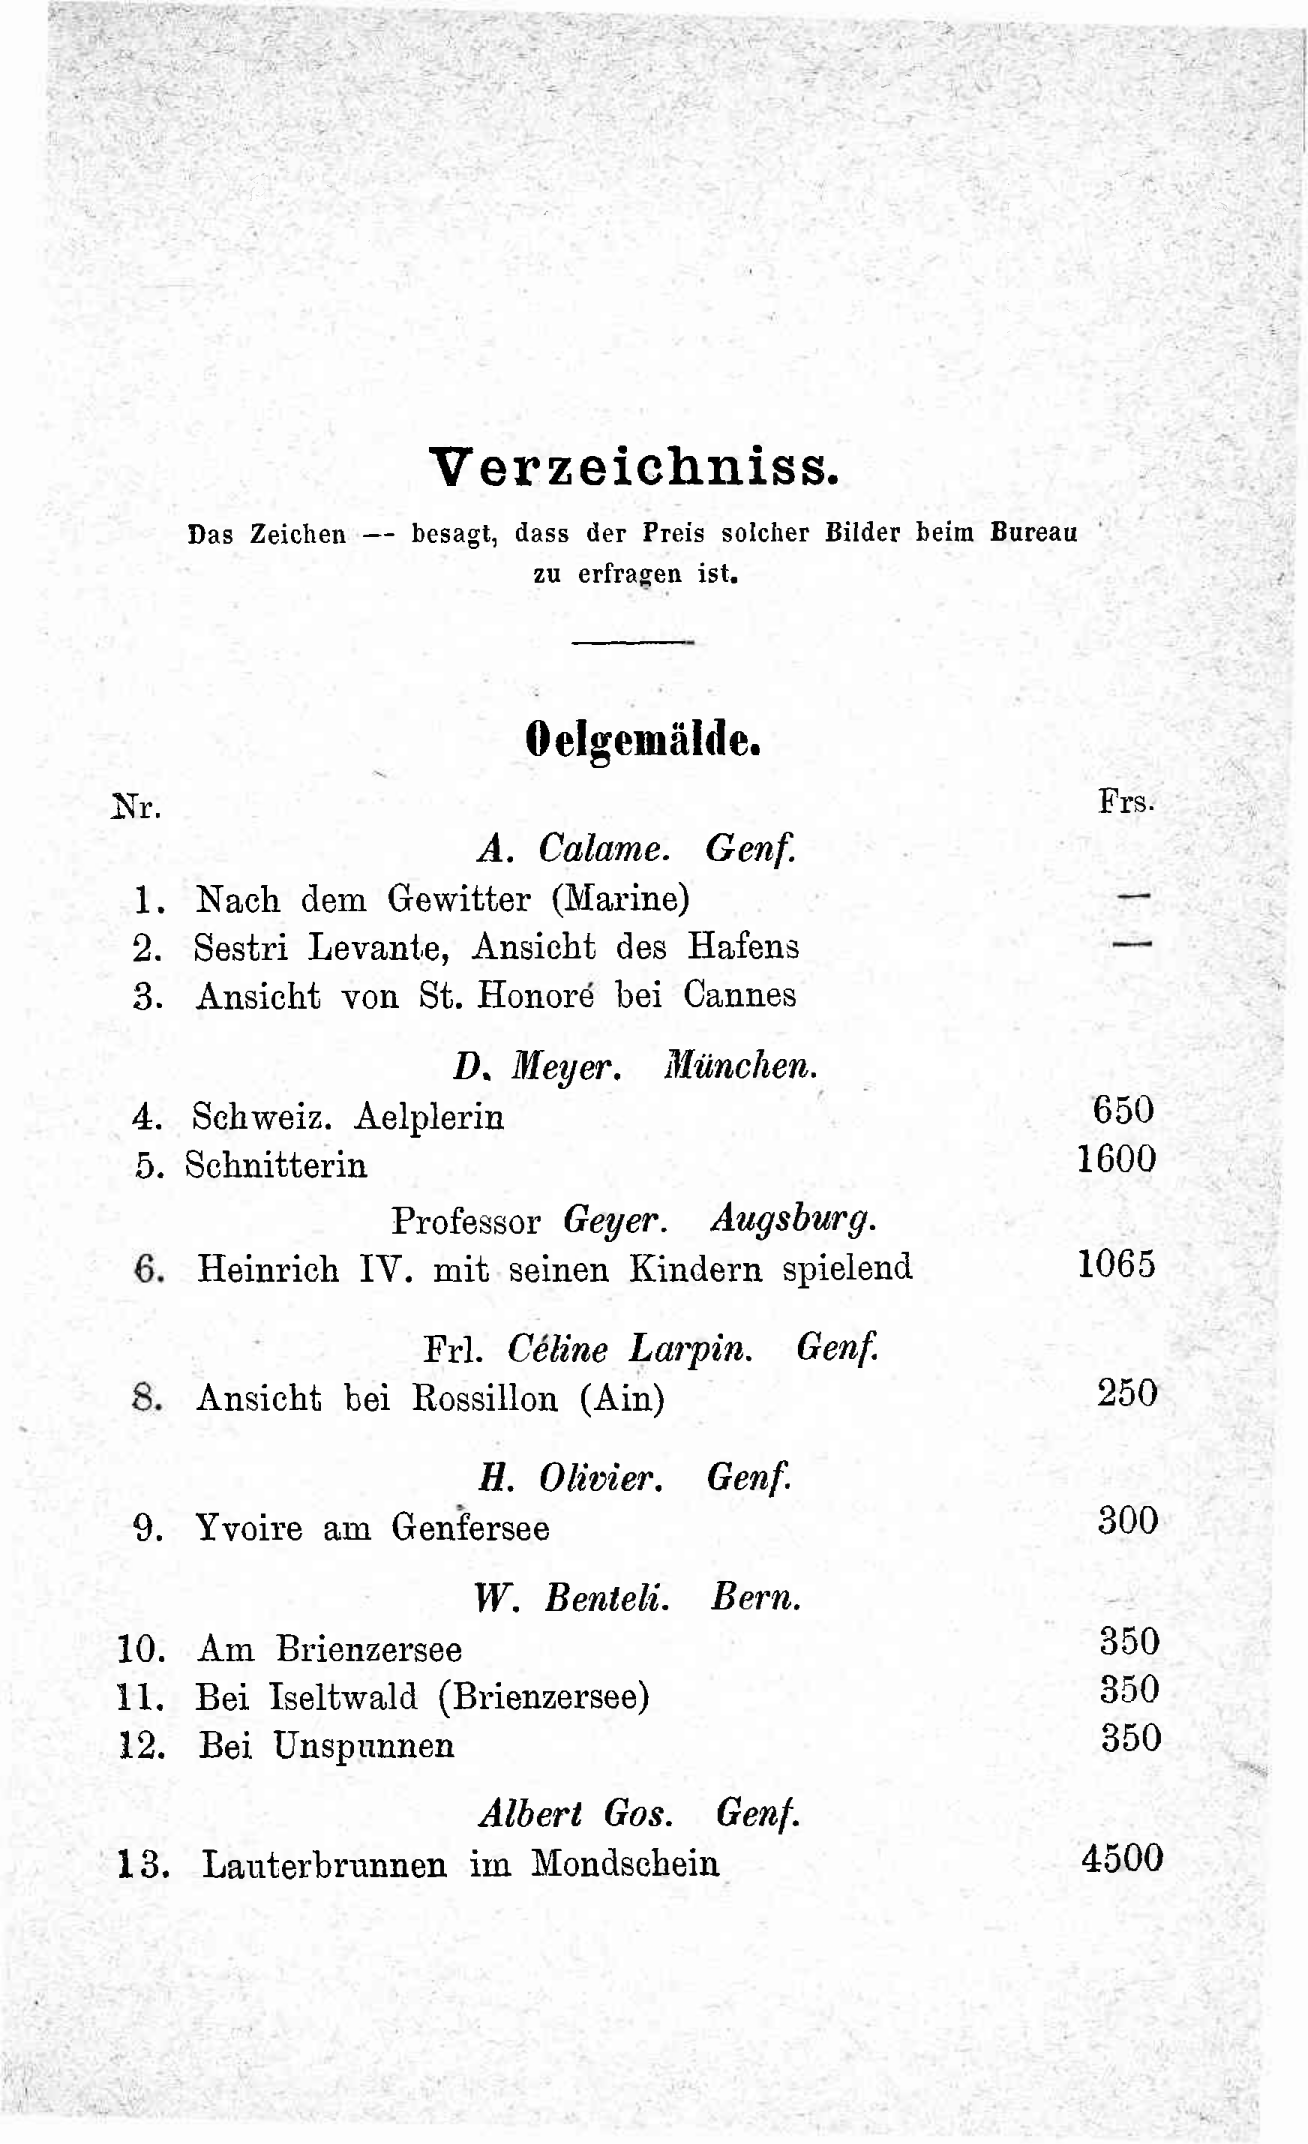 Verzeichniss.
Das Zeichen — besagt, dass der Preis solcher Bilder beim Bureau
zu erfragen ist.
Oelgemälde.
Nr. Frs.
A. Calame. Genf.
1. Nach dem Gewitter (Marine) —
2. Sestri Levante, Ansicht des Hafens —
3. Ansicht von St. Honoré bei Cannes
D. Meyer. München.
4. Schweiz. Aelplerin 650
5. Schnitterin 1600
Professor Geyer. Augsburg.
6. Heinrich IV. mit seinen Kindern spielend 1065
Frl. Céline Larpin. Genf.
8. Ansicht bei Rossillon (Ain) 250
H. Olivier. Genf.
9. Yvoire am Genfersee 300
W. Benteli. Bern.
10. Am Brienzersee 350
11. Bei Iseltwald (Brienzersee) 350
12. Bei Unspunnen 350
Albert Gos. Genf.
13. Lauterbrunnen im Mondschein 4500